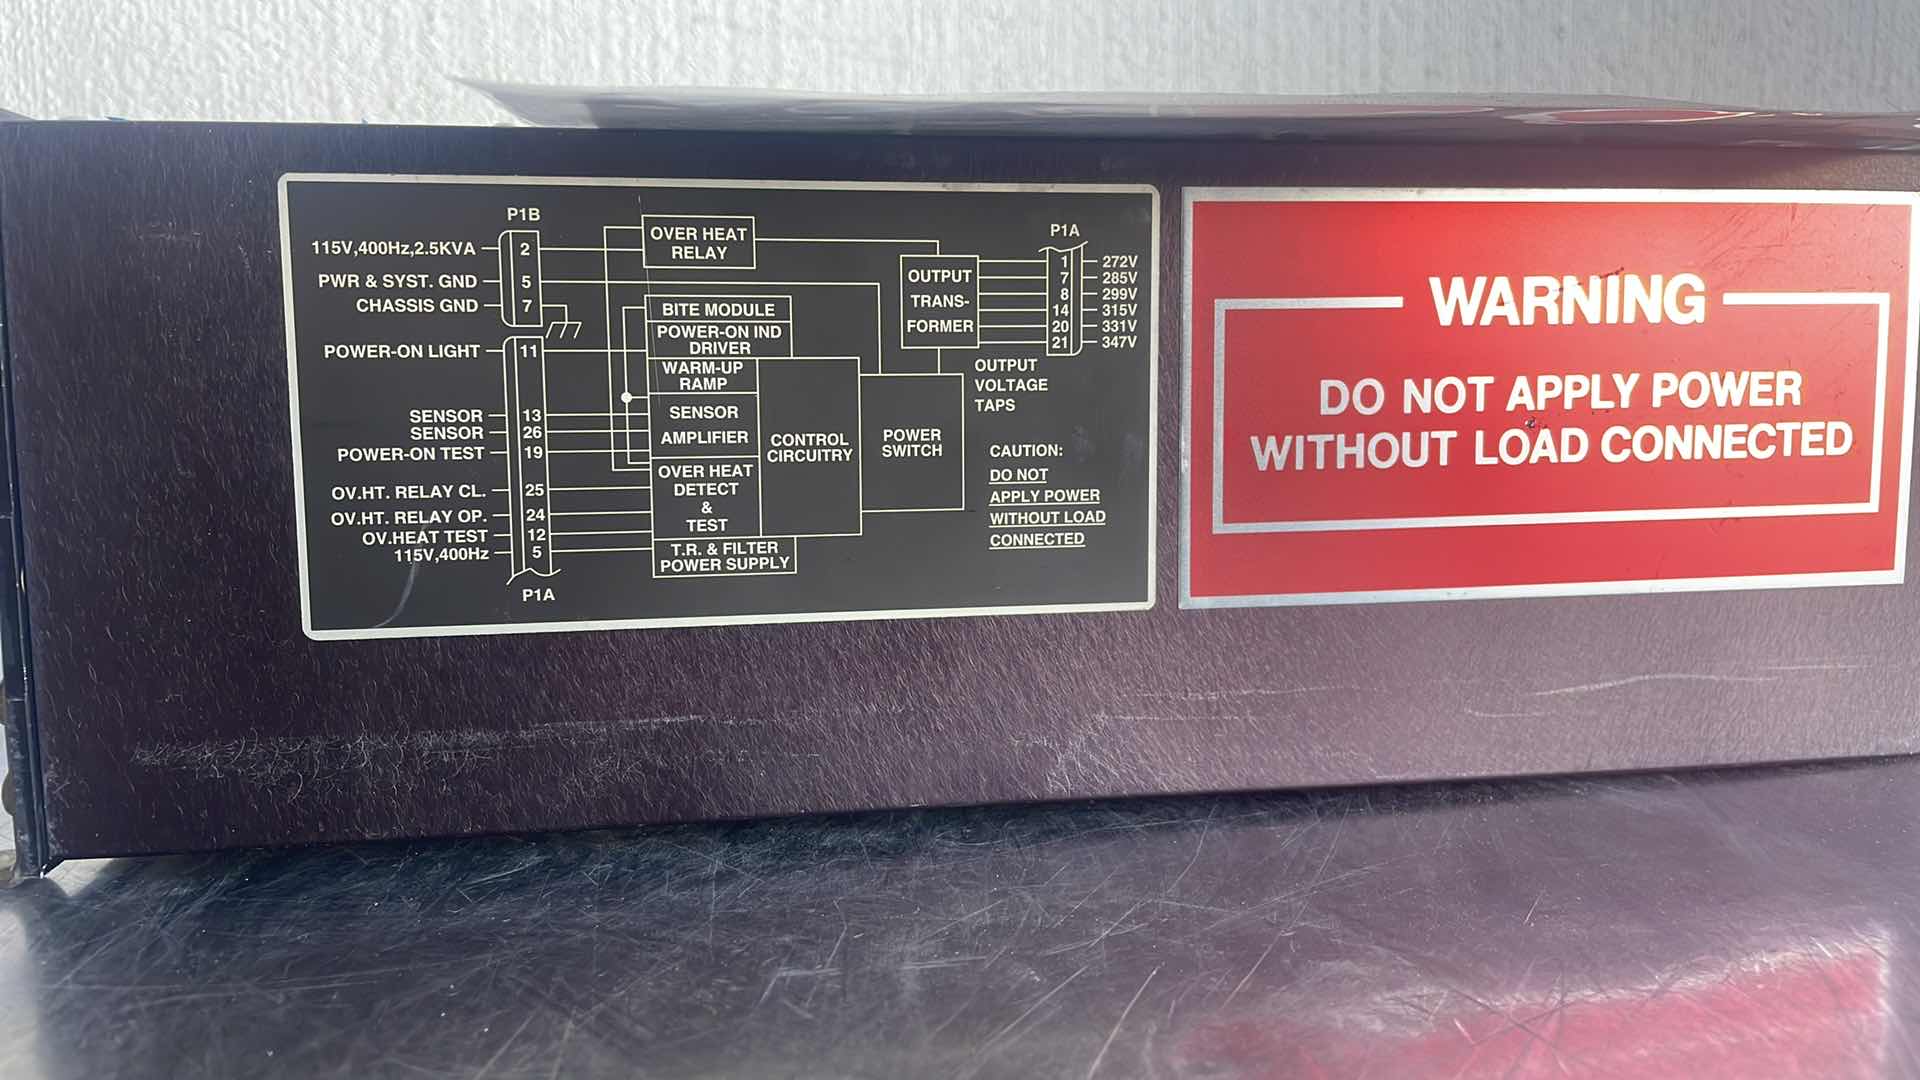 P1B
115V,400Hz,2.5KVA 2
PWR & SYST. GND 5
CHASSIS GND 7
POWER-ON LIGHT 11
SENSOR 13
SENSOR 26
POWER-ON TEST 19
OV.HT. RELAY CL. 25
OV.HT. RELAY OP. 24
OV.HEAT TEST 12
115V,400Hz 5
P1A
OVER HEAT
RELAY
BITE MODULE
POWER-ON IND
DRIVER
WARM-UP
RAMP
SENSOR
AMPLIFIER
OVER HEAT
DETECT
&
TEST
T.R. & FILTER
POWER SUPPLY
CONTROL
CIRCUITRY
POWER
SWITCH
OUTPUT
TRANS-
FORMER
P1A
1 272V
7 285V
8 299V
14 315V
20 331V
21 347V
OUTPUT
VOLTAGE
TAPS
CAUTION:
DO NOT
APPLY POWER
WITHOUT LOAD
CONNECTED
WARNING
DO NOT APPLY POWER
WITHOUT LOAD CONNECTED